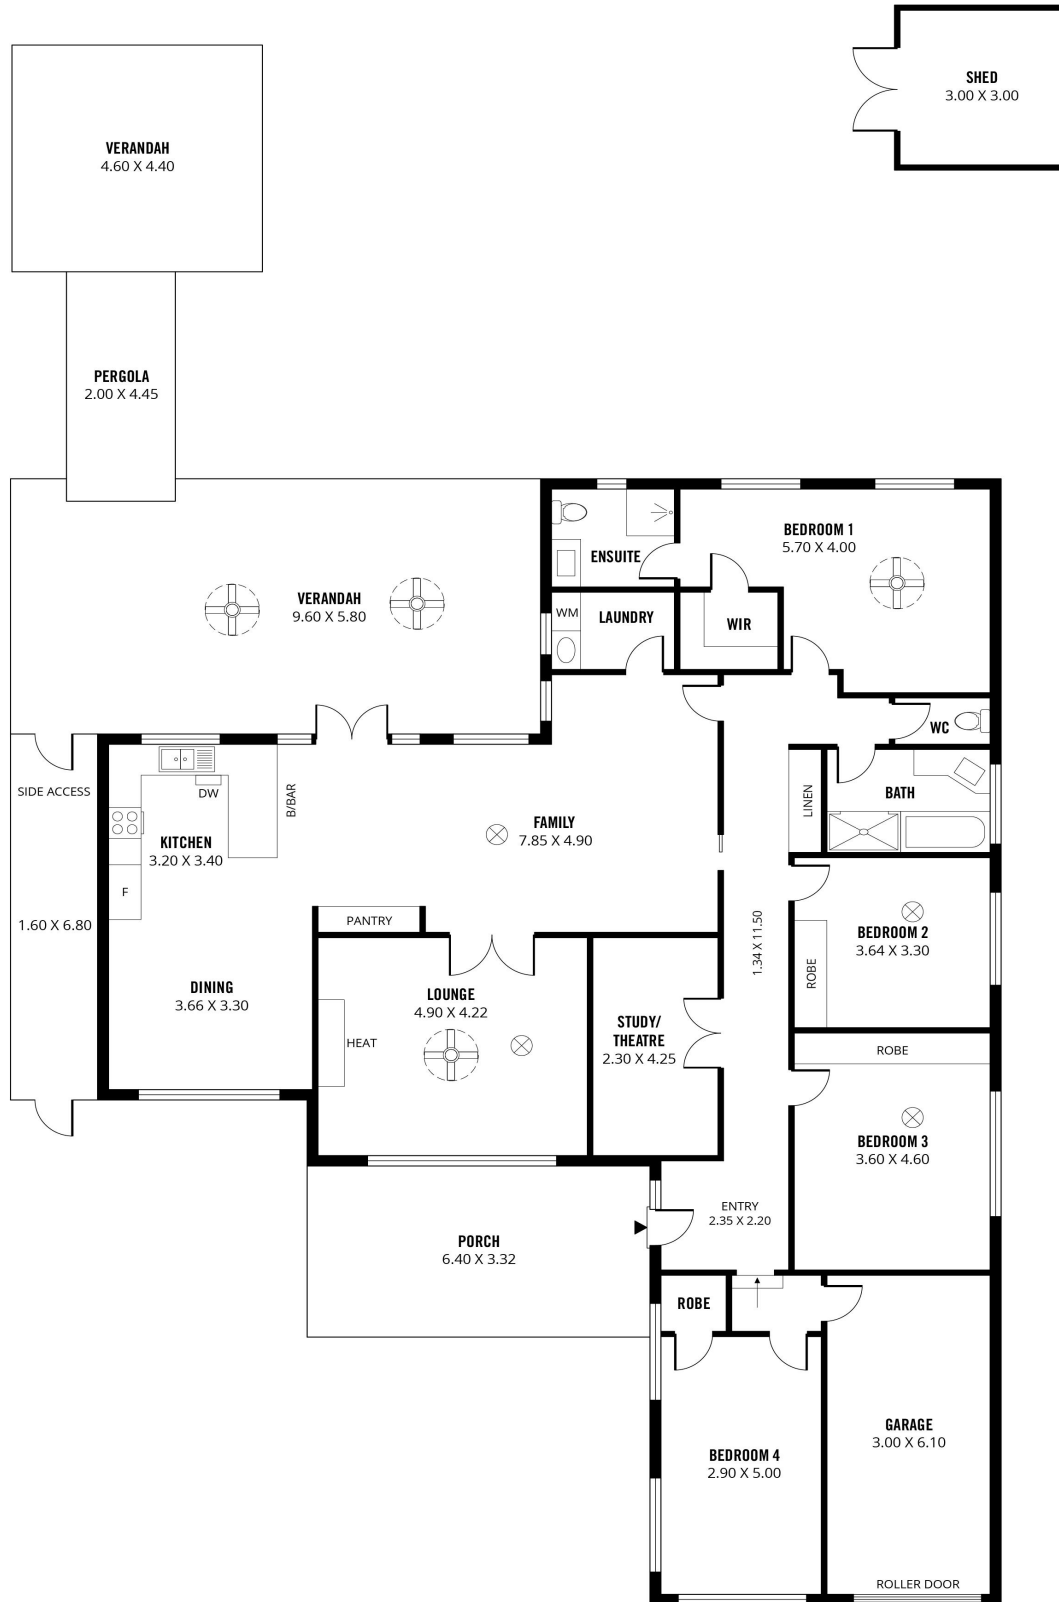 SHED
3.00 X 3.00
VERANDAH
4.60 X 4.40
PERGOLA
2.00 X 4.45
BEDROOM 1
5.70 X 4.00
ENSUITE
VERANDAH
9.60 X 5.80
WM
LAUNDRY
WIR
WC
SIDE ACCESS
1.60 X 6.80
DW
B/BAR
KITCHEN
3.20 X 3.40
F
FAMILY
7.85 X 4.90
LINEN
BATH
PANTRY
1.34 X 11.50
BEDROOM 2
3.64 X 3.30
ROBE
DINING
3.66 X 3.30
LOUNGE
4.90 X 4.22
HEAT
STUDY/
THEATRE
2.30 X 4.25
ROBE
BEDROOM 3
3.60 X 4.60
ENTRY
2.35 X 2.20
PORCH
6.40 X 3.32
ROBE
GARAGE
3.00 X 6.10
BEDROOM 4
2.90 X 5.00
ROLLER DOOR